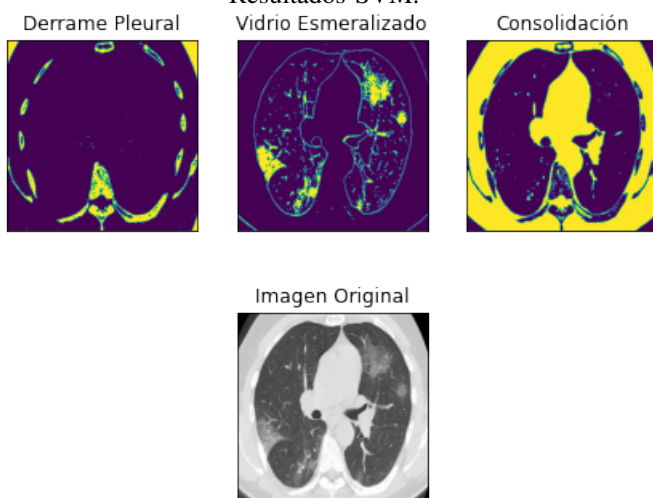 Resultados SVM.
Derrame Pleural Vidrio Esmeralizado Consolidación
Imagen Original